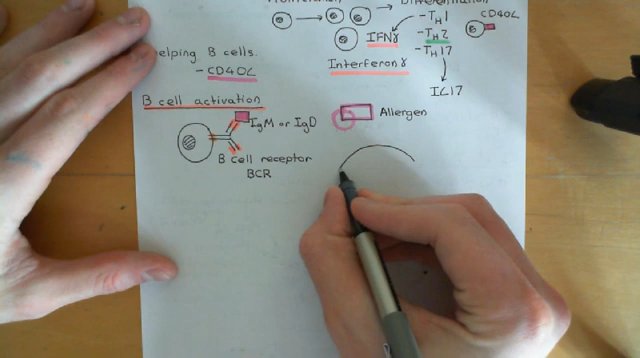 Proliferation → Differentiation
-TH1
CD40L
IFNγ
-TH2
-TH17
Interferon γ
elping B cells.
-CD40L
IL17
B cell activation
IgM or IgD
Allergen
B cell receptor
BCR